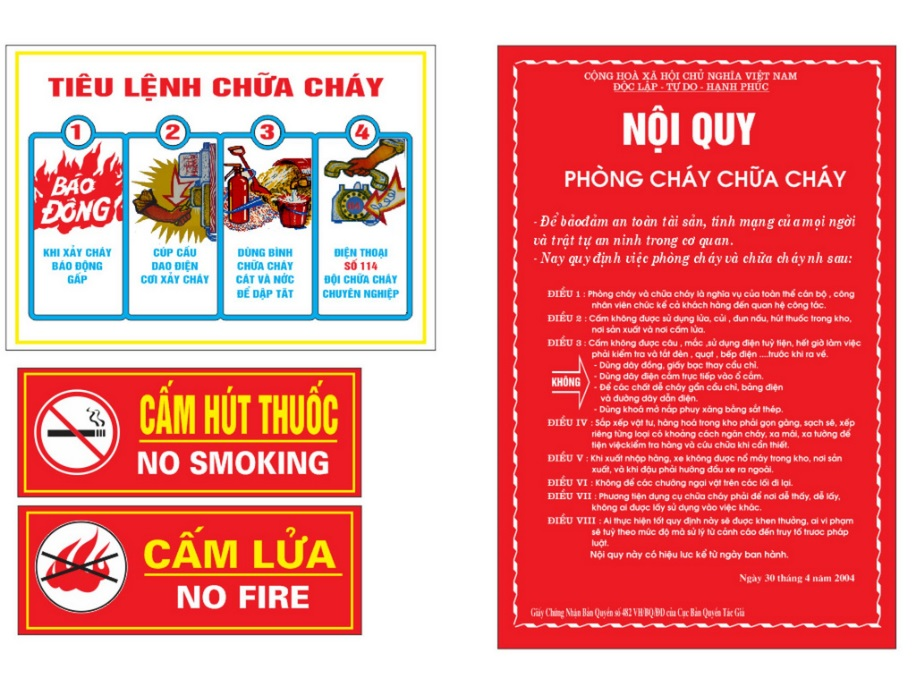 TIÊU LỆNH CHỮA CHÁY
1
BÁO
ĐỘNG
KHI XẢY CHÁY
BÁO ĐỘNG
GẤP
2
CÚP CẦU
DAO ĐIỆN
CƠI XẢY CHÁY
3
DÙNG BÌNH
CHỮA CHÁY
CÁT VÀ NỚC
ĐỂ DẬP TẮT
4
ĐIỆN THOẠI
SỐ 114
ĐỘI CHỮA CHÁY
CHUYÊN NGHIỆP
CẤM HÚT THUỐC
NO SMOKING
CẤM LỬA
NO FIRE
CỘNG HOÀ XÃ HỘI CHỦ NGHĨA VIỆT NAM
ĐỘC LẬP - TỰ DO - HẠNH PHÚC
NỘI QUY
PHÒNG CHÁY CHỮA CHÁY
- Để bảođảm an toàn tài sản, tính mạng củamọi ngời
và trật tự an ninh trong cơ quan.
- Nay quy định việc phòng cháy và chữa cháy nh sau:
ĐIỀU 1 : Phòng cháy và chữa cháy là nghĩa vụ của toàn thể cán bộ , công
nhân viên chức kể cả khách hàng đến quan hệ công tác.
ĐIỀU 2 : Cấm không được sử dụng lửa, củi , đun nấu, hút thuốc trong kho,
nơi sản xuất và nơi cấm lửa.
ĐIỀU 3 : Cấm không được câu , mắc ,sử dụng điện tuỳ tiện, hết giờ làm việc
phải kiểm tra và tắt đèn , quạt , bếp điện ....trước khi ra về.
KHÔNG
- Dùng dây đồng, giấy bạc thay cầu chì.
- Dùng dây điện cắm trực tiếp vào ổ cắm.
- Để các chất dễ cháy gần cầu chì, bảng điện
và đường dây dẫn điện.
- Dùng khoá mở nắp phuy xăng bằng sắt thép.
ĐIỀU IV : Sắp xếp vật tư, hàng hoá trong kho phải gọn gàng, sạch sẽ, xếp
riêng từng loại có khoảng cách ngăn cháy, xa mái, xa tường để
tiện việckiểm tra hàng và cứu chữa khi cần thiết.
ĐIỀU V : Khi xuất nhập hàng, xe không được nổ máy trong kho, nơi sản
xuất, và khi đậu phải hướng đầu xe ra ngoài.
ĐIỀU VI : Không để các chướng ngại vật trên các lối đi lại.
ĐIỀU VII : Phương tiện dụng cụ chữa cháy phải để nơi dễ thấy, dễ lấy,
không ai được lấy sử dụng vào việc khác.
ĐIỀU VIII : Ai thực hiện tốt quy định này sẽ được khen thưởng, ai vi phạm
sẽ tuỳ theo mức độ mà sử lý từ cảnh cáo đến truy tố trươc pháp
luật.
Nội quy này có hiệu lưc kể từ ngày ban hành.
Ngày 30 tháng 4 năm 2004
Giấy Chứng Nhận Bản Quyền số 482 VH/BQ/ĐD của Cục Bản Quyền Tác Giả